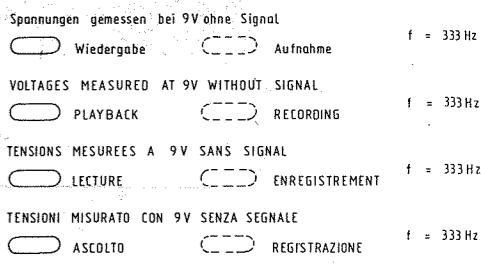 Spannungen gemessen bei 9V ohne Signal
Wiedergabe Aufnahme f = 333 Hz
VOLTAGES MEASURED AT 9V WITHOUT SIGNAL
PLAYBACK RECORDING f = 333 Hz
TENSIONS MESUREES A 9V SANS SIGNAL
LECTURE ENREGISTREMENT f = 333 Hz
TENSIONI MISURATO CON 9V SENZA SEGNALE
ASCOLTO REGISTRAZIONE f = 333 Hz